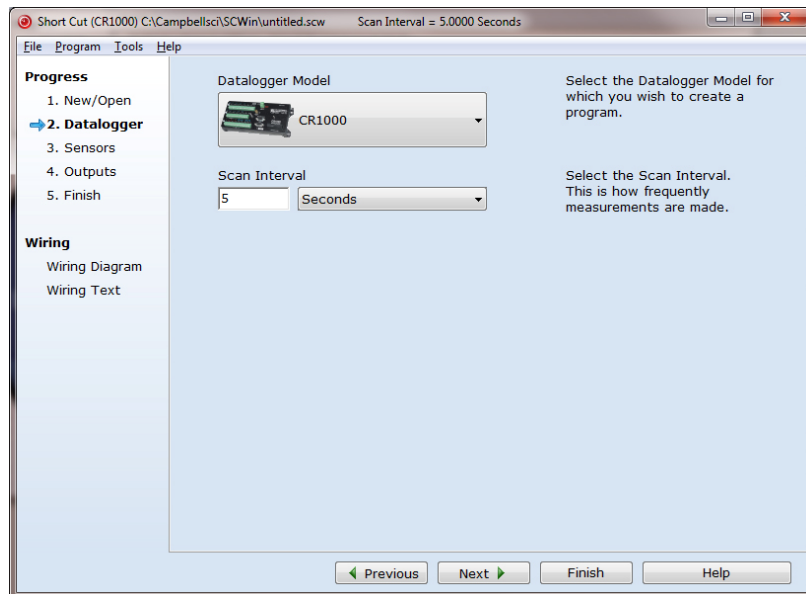 Short Cut (CR1000) C:\Campbellsci\SCWin\untitled.scw Scan Interval = 5.0000 Seconds
File Program Tools Help
Progress
1. New/Open
2. Datalogger
3. Sensors
4. Outputs
5. Finish
Wiring
Wiring Diagram
Wiring Text
Datalogger Model
CR1000
Select the Datalogger Model for
which you wish to create a
program.
Scan Interval
5 Seconds
Select the Scan Interval.
This is how frequently
measurements are made.
Previous Next Finish Help